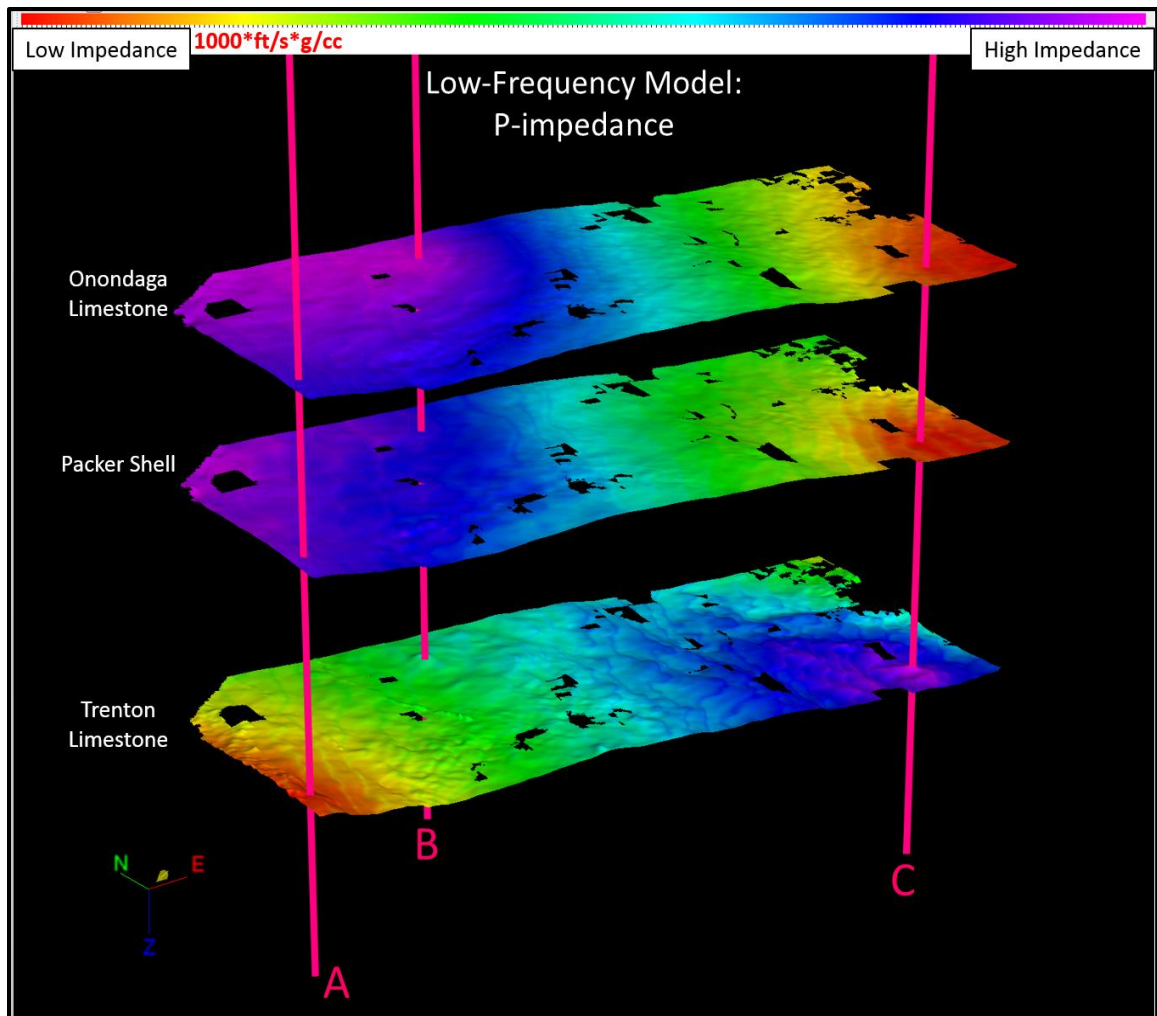 Low Impedance
1000*ft/s*g/cc
High Impedance
Low-Frequency Model:
P-impedance
Onondaga
Limestone
Packer Shell
Trenton
Limestone
N
E
Z
A
B
C